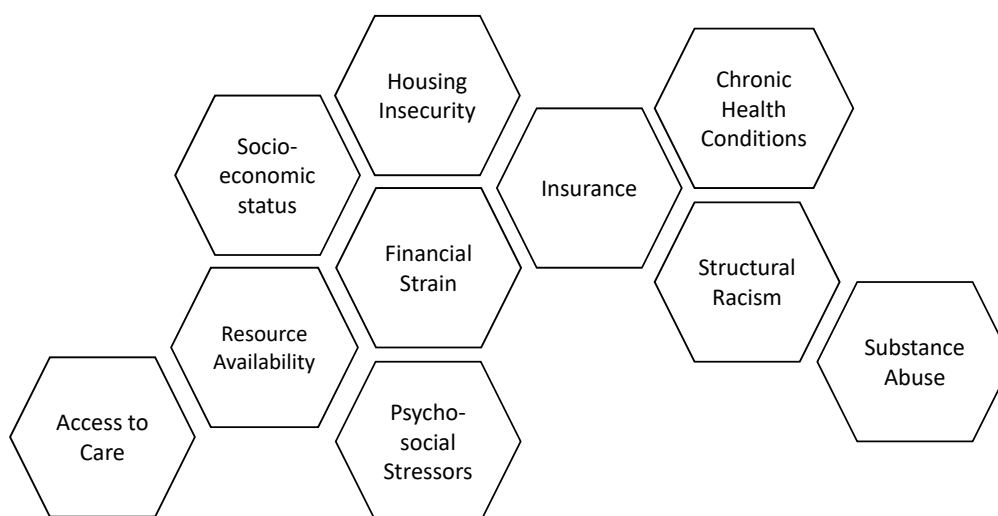 Housing
Insecurity
Chronic
Health
Conditions
Socio-
economic
status
Insurance
Financial
Strain
Structural
Racism
Resource
Availability
Substance
Abuse
Access to
Care
Psycho-
social
Stressors